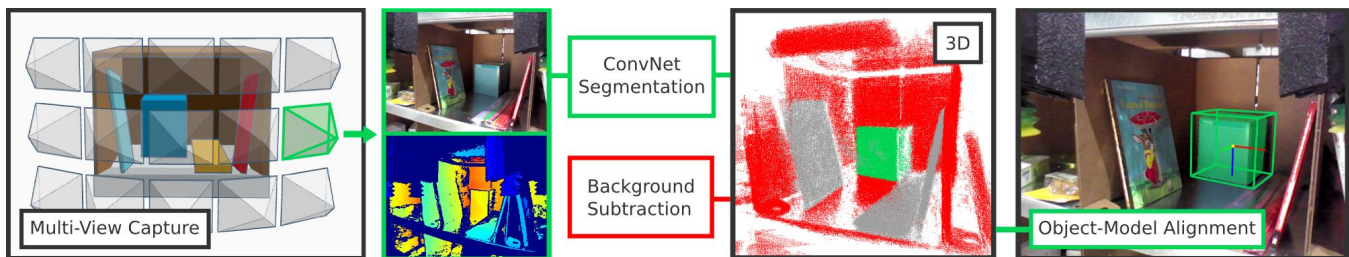 Multi-View Capture
ConvNet
Segmentation
Background
Subtraction
3D
Object-Model Alignment